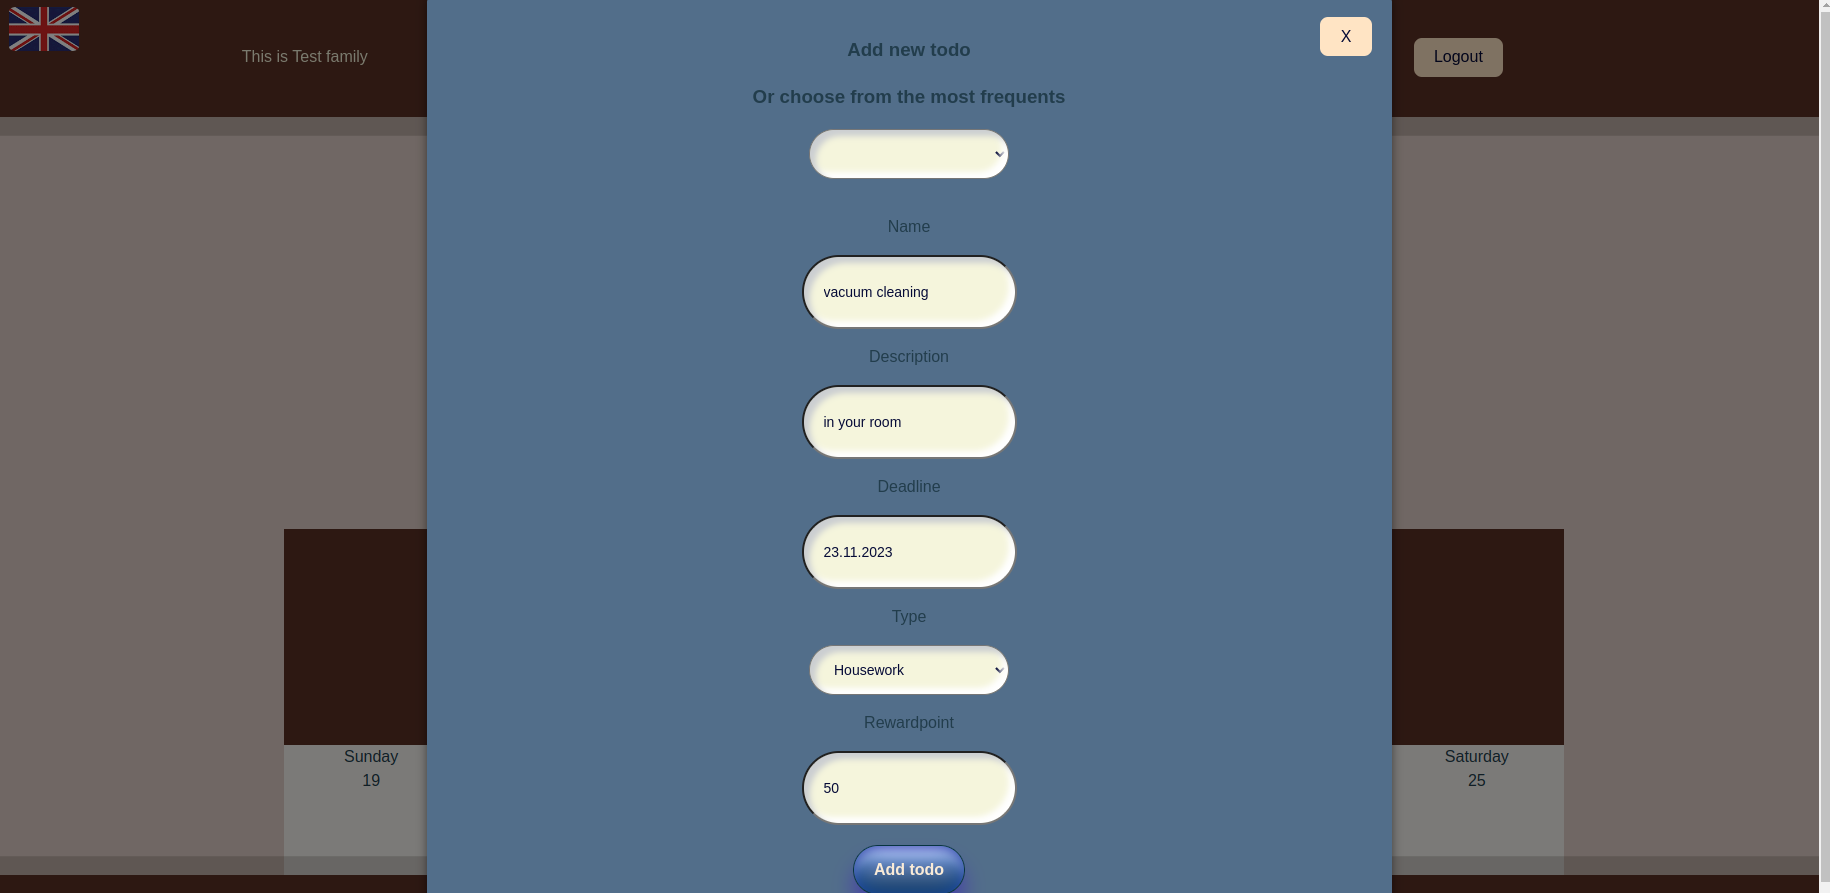 This is Test family
Add new todo
X
Logout
Or choose from the most frequents
Name
vacuum cleaning
Description
in your room
Deadline
23.11.2023
Type
Housework
Rewardpoint
Sunday
19
Saturday
25
50
Add todo